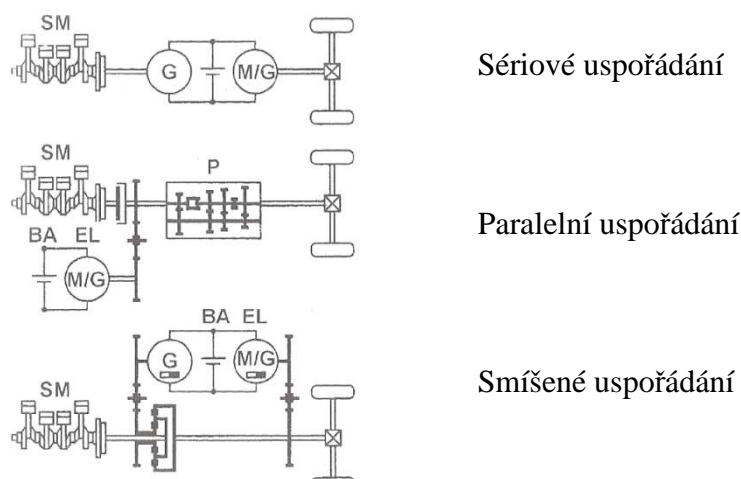 SM
G
M/G
Sériové uspořádání
SM
P
BA EL
M/G
Paralelní uspořádání
BA EL
G
M/G
SM
Smíšené uspořádání